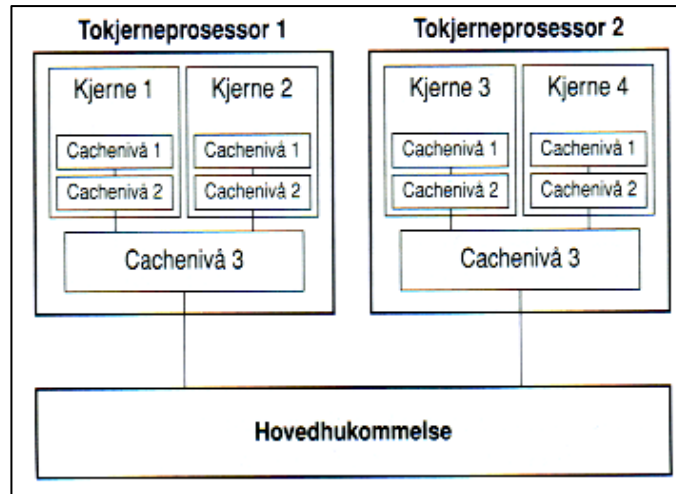 Tokjerneprosessor 1
Kjerne 1
Cachenivå 1
Cachenivå 2
Kjerne 2
Cachenivå 1
Cachenivå 2
Cachenivå 3
Tokjerneprosessor 2
Kjerne 3
Cachenivå 1
Cachenivå 2
Kjerne 4
Cachenivå 1
Cachenivå 2
Cachenivå 3
Hovedhukommelse